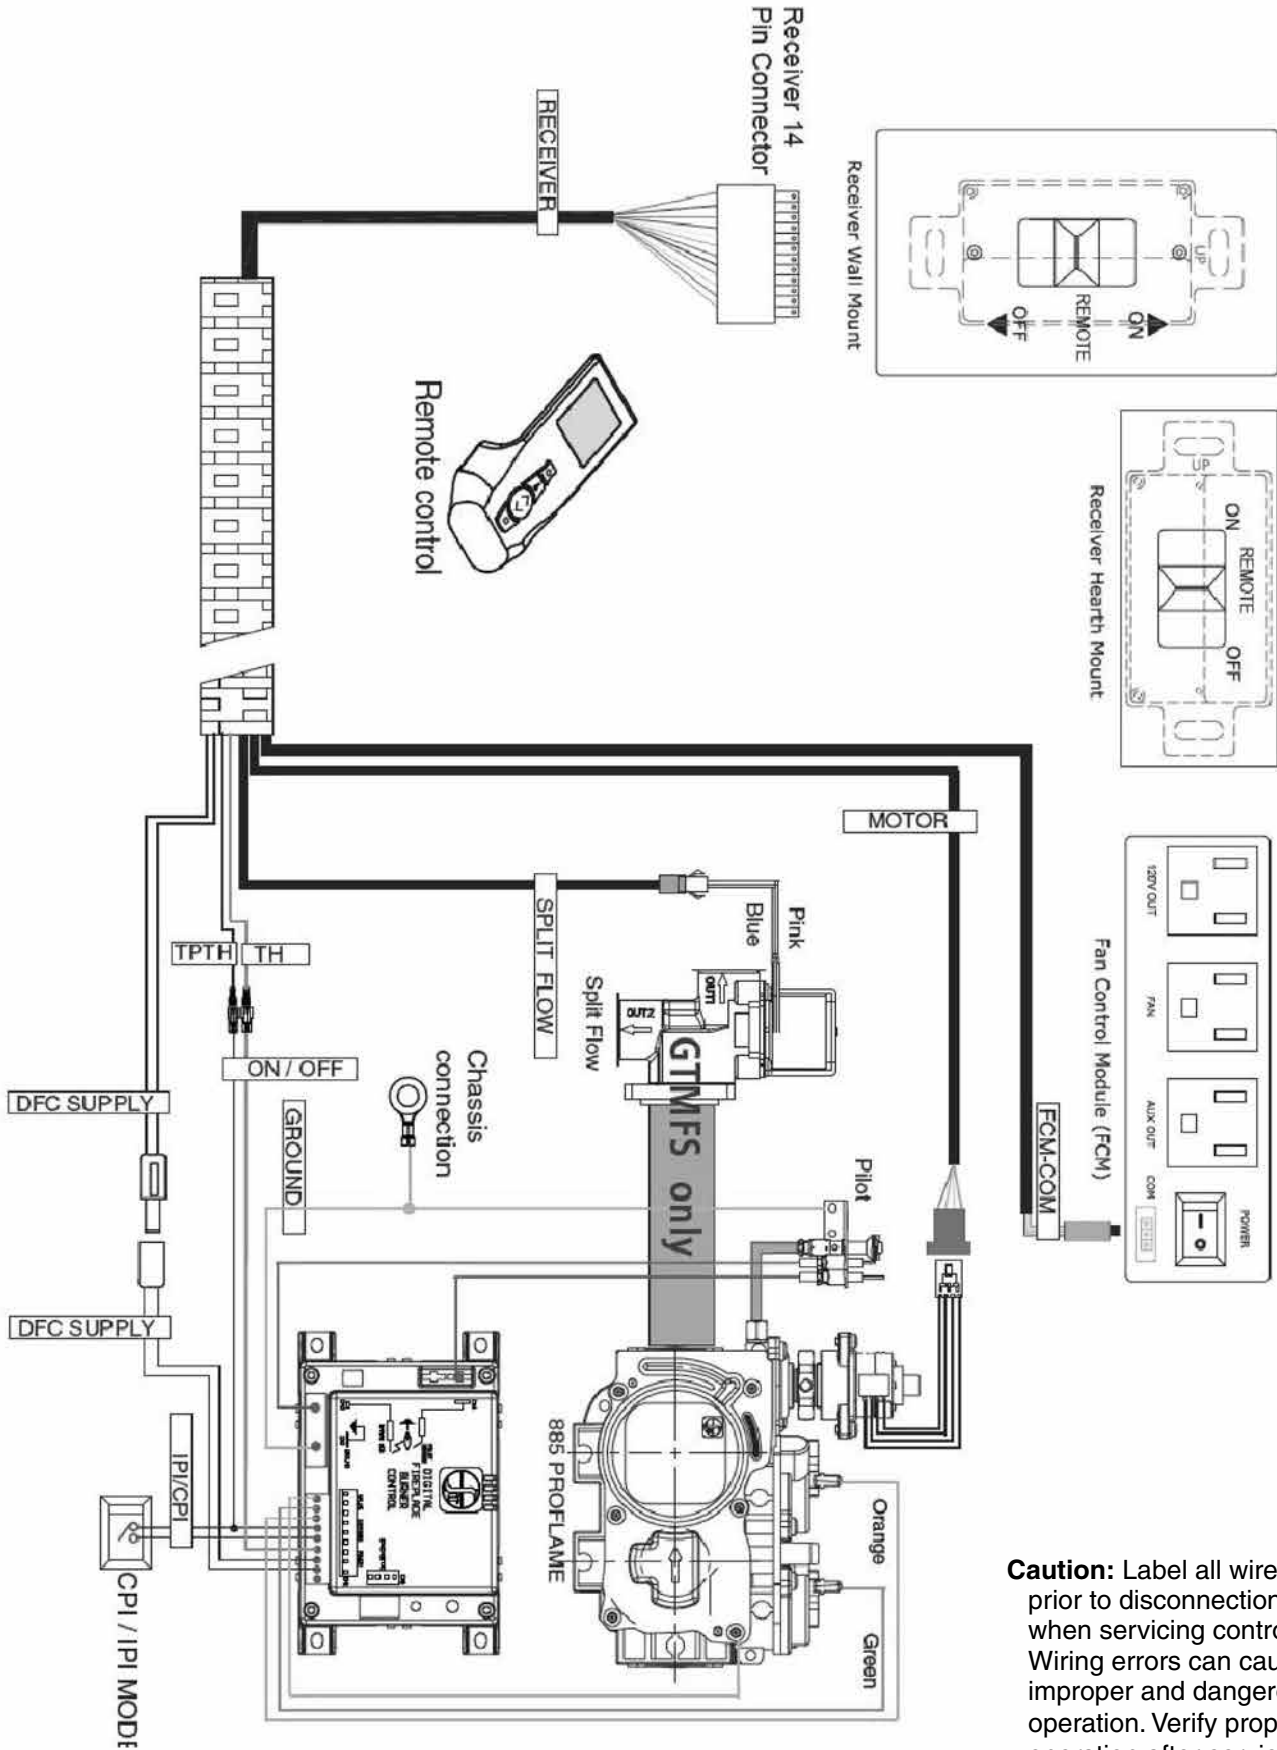 Receiver 14
Pin Connector
RECEIVER
Receiver Wall Mount
UP
ON
REMOTE
OFF
Remote control
Receiver Hearth Mount
UP
ON
REMOTE
OFF
120V OUT
FAN
AUX OUT
COM
POWER
Fan Control Module (FCM)
FCM-COM
MOTOR
SPLIT FLOW
Pink
Blue
OUT1
OUT2
Split Flow
GTMFS only
TPTH
TH
ON / OFF
DFC SUPPLY
DFC SUPPLY
GROUND
Chassis
connection
Pilot
885 PROFLAME
Orange
Green
DIGITAL
FIREPLACE
BURNER
CONTROL
IPI/CPI
CPI / IPI MODE
Caution: Label all wire
prior to disconnection
when servicing contro
Wiring errors can cau
improper and dangero
operation. Verify prop